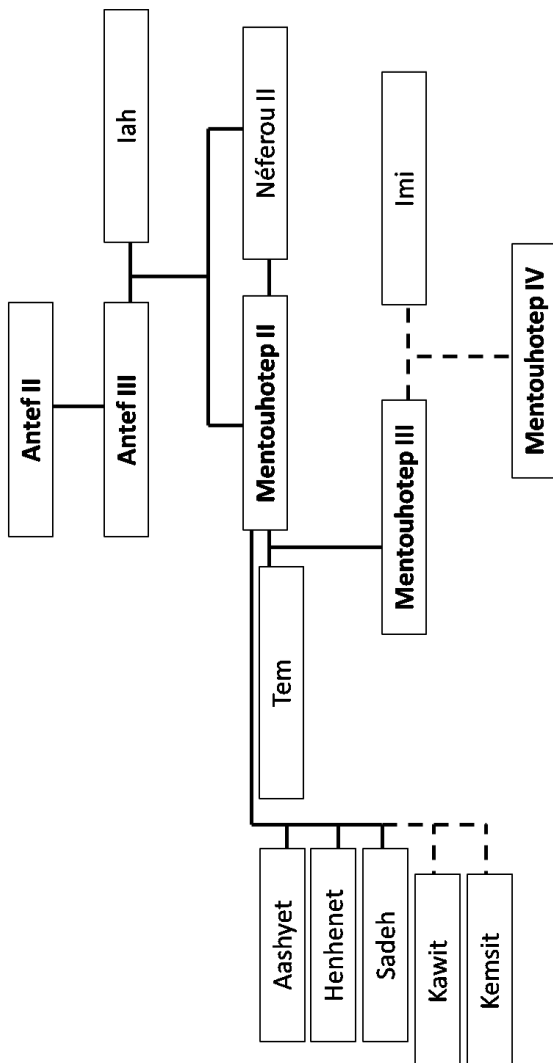 Antef II
Antef III
Iah
Mentouhotep II
Néferou II
Tem
Mentouhotep III
Imi
Mentouhotep IV
Aashyet
Henhenet
Sadeh
Kawit
Kemsit